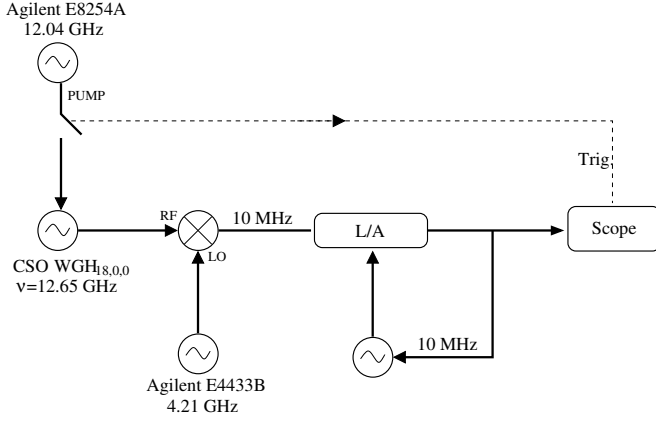 Agilent E8254A
12.04 GHz
PUMP
Trig.
RF
10 MHz
L/A
Scope
LO
CSO WGH18,0,0
ν=12.65 GHz
10 MHz
Agilent E4433B
4.21 GHz